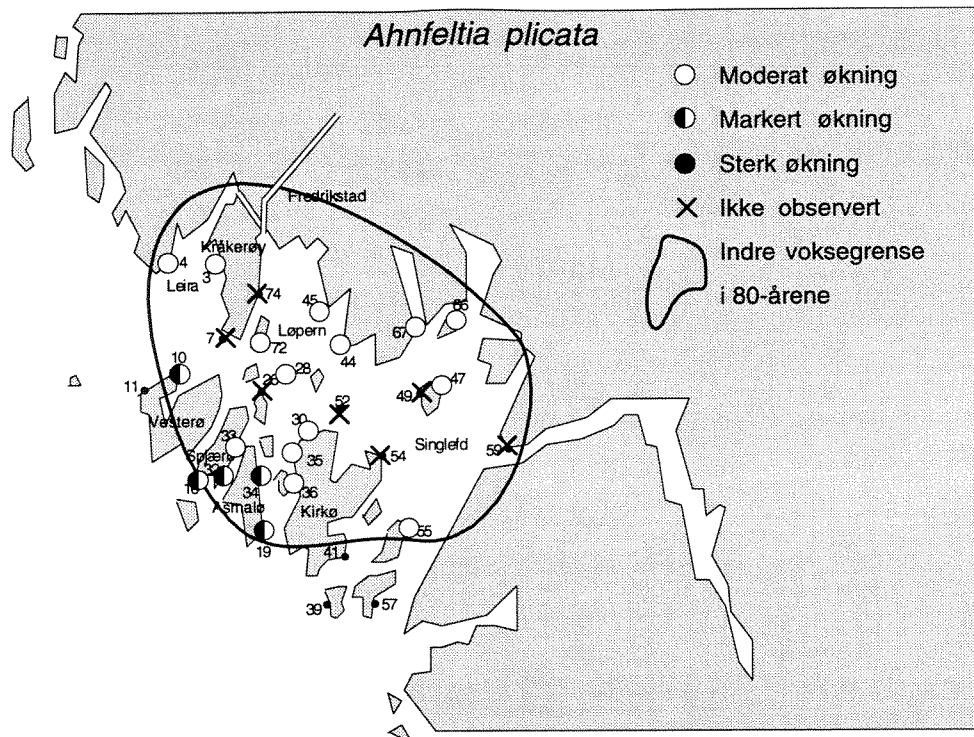 Ahnfeltia plicata
Moderat økning
Markert økning
Sterk økning
Ikke observert
Indre voksegrense
i 80-årene
Fredrikstad
Kråkerøy
4
3
Leira
74
45
66
Løpern
67
7
72
44
10
28
11
26
49
47
52
Vesterø
30
33
Singlefd
59
35
54
Spjærø
32
34
36
Asmalø
Kirkø
19
55
41
39
57